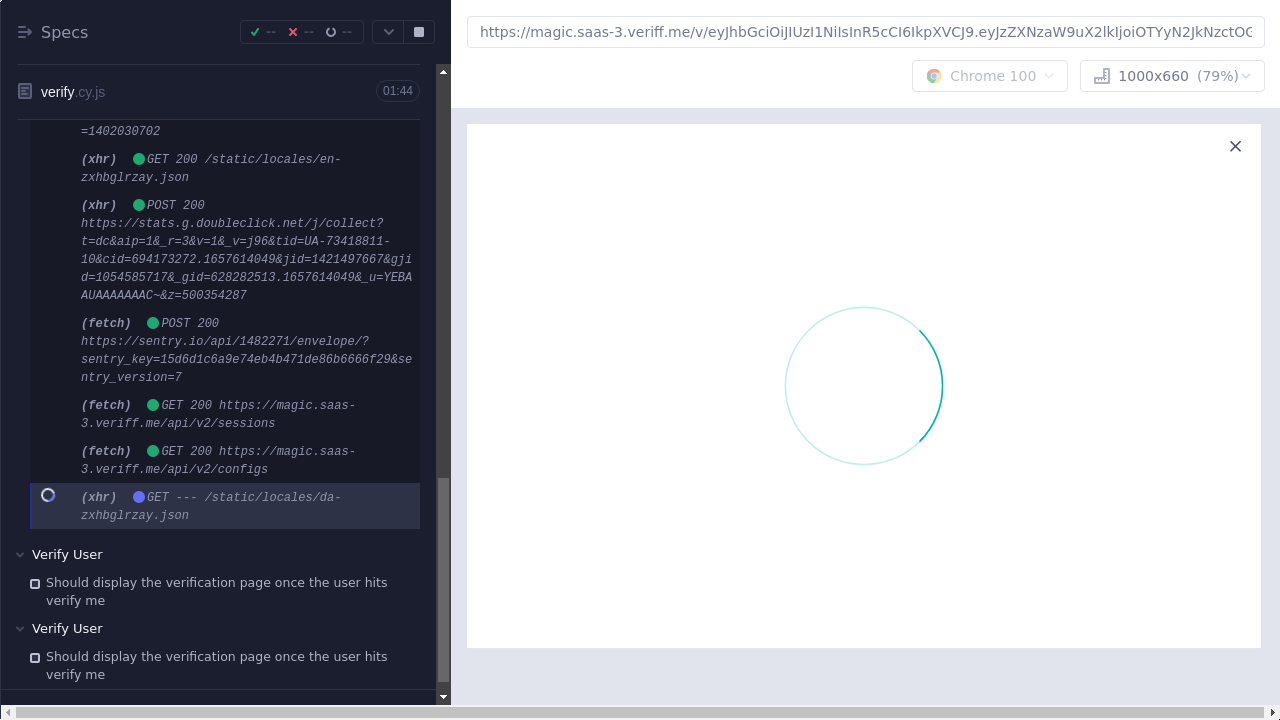 Specs
--
--
--
https://magic.saas-3.veriff.me/v/eyJhbGciOiJIUzI1NiIsInR5cCI6IkpXVCJ9.eyJzZXNzaW9uX2lkIjoiOTYyN2JkNzctOG
Chrome 100
1000x660 (79%)
verify.cy.js
01:44
=1402030702
(xhr) GET 200 /static/locales/en-
zxhbglrzay.json
(xhr) POST 200
https://stats.g.doubleclick.net/j/collect?
t=dc&aip=1&_r=3&v=1&_v=j96&tid=UA-73418811-
10&cid=694173272.1657614049&jid=1421497667&gji
d=1054585717&_gid=628282513.1657614049&_u=YEBA
AUAAAAAAAC~&z=500354287
(fetch) POST 200
https://sentry.io/api/1482271/envelope/?
sentry_key=15d6d1c6a9e74eb4b471de86b6666f29&se
ntry_version=7
(fetch) GET 200 https://magic.saas-
3.veriff.me/api/v2/sessions
(fetch) GET 200 https://magic.saas-
3.veriff.me/api/v2/configs
(xhr) GET --- /static/locales/da-
zxhbglrzay.json
Verify User
Should display the verification page once the user hits
verify me
Verify User
Should display the verification page once the user hits
verify me